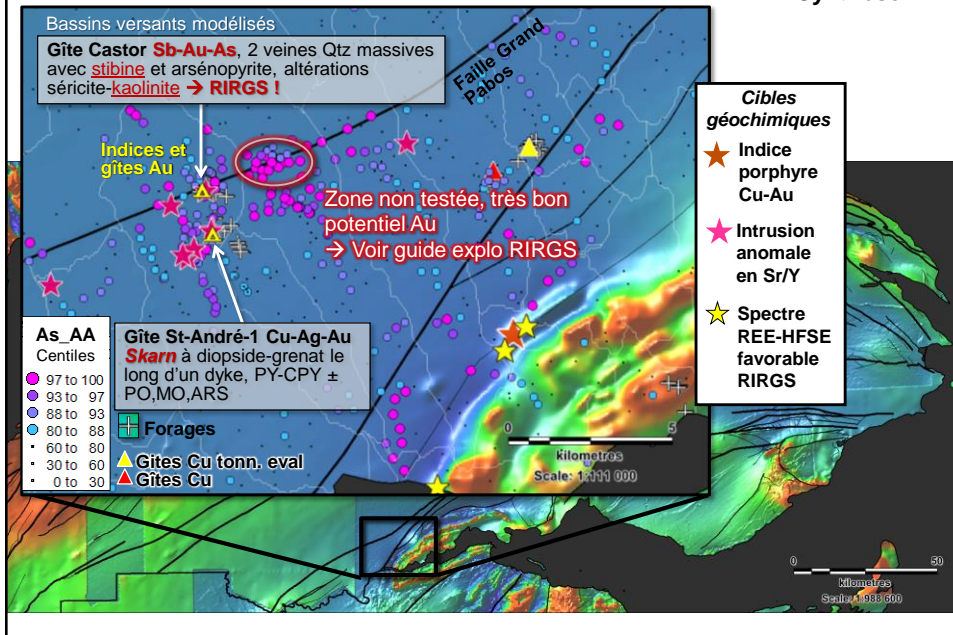 Bassins versants modélisés
Gîte Castor Sb-Au-As, 2 veines Qtz massives
avec stibine et arsénopyrite, altérations
séricite-kaolinite → RIRGS !
Faille Grand
Pabos
Indices et
gîtes Au
Zone non testée, très bon
potentiel Au
→ Voir guide explo RIRGS
Cibles
géochimiques
Indice
porphyre
Cu-Au
Intrusion
anomale
en Sr/Y
Spectre
REE-HFSE
favorable
RIRGS
As_AA
Centiles
97 to 100
93 to 97
88 to 93
80 to 88
60 to 80
30 to 60
0 to 30
Gîte St-André-1 Cu-Ag-Au
Skarn à diopside-grenat le
long d'un dyke, PY-CPY ±
PO,MO,ARS
Forages
Gites Cu tonn. eval
Gîtes Cu
0 5
kilometres
Scale: 1:111 000
0 50
kilometres
Scale: 1:988 600